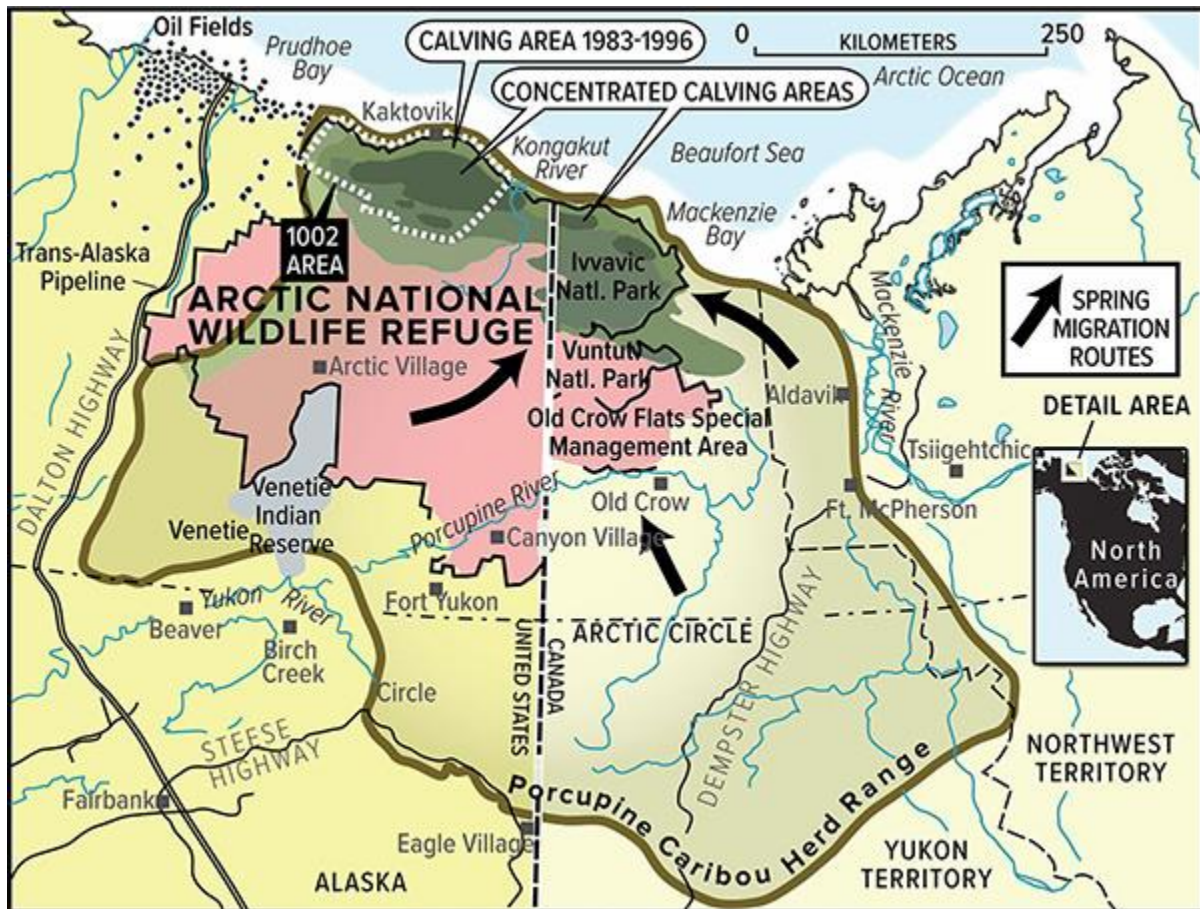 Oil Fields
Prudhoe
Bay
CALVING AREA 1983-1996
0
KILOMETERS
250
Arctic Ocean
CONCENTRATED CALVING AREAS
Kaktovik
Kongakut
River
Beaufort Sea
Mackenzie
Bay
1002
AREA
Trans-Alaska
Pipeline
Ivvavic
Natl. Park
ARCTIC NATIONAL
WILDLIFE REFUGE
Mackenzie
River
SPRING
MIGRATION
ROUTES
Arctic Village
Vuntut
Natl. Park
Aldavik
DETAIL AREA
Old Crow Flats Special
Management Area
Tsiigehtchic
DALTON HIGHWAY
Venetie
Indian
Reserve
Venetie
Porcupine River
Old Crow
Ft. McPherson
Canyon Village
North
America
Fort Yukon
Yukon
River
Beaver
Birch
Creek
UNITED STATES
CANADA
ARCTIC CIRCLE
DEMPSTER HIGHWAY
Circle
STEESE
HIGHWAY
NORTHWEST
TERRITORY
Fairbank
Porcupine Caribou Herd Range
Eagle Village
ALASKA
YUKON
TERRITORY